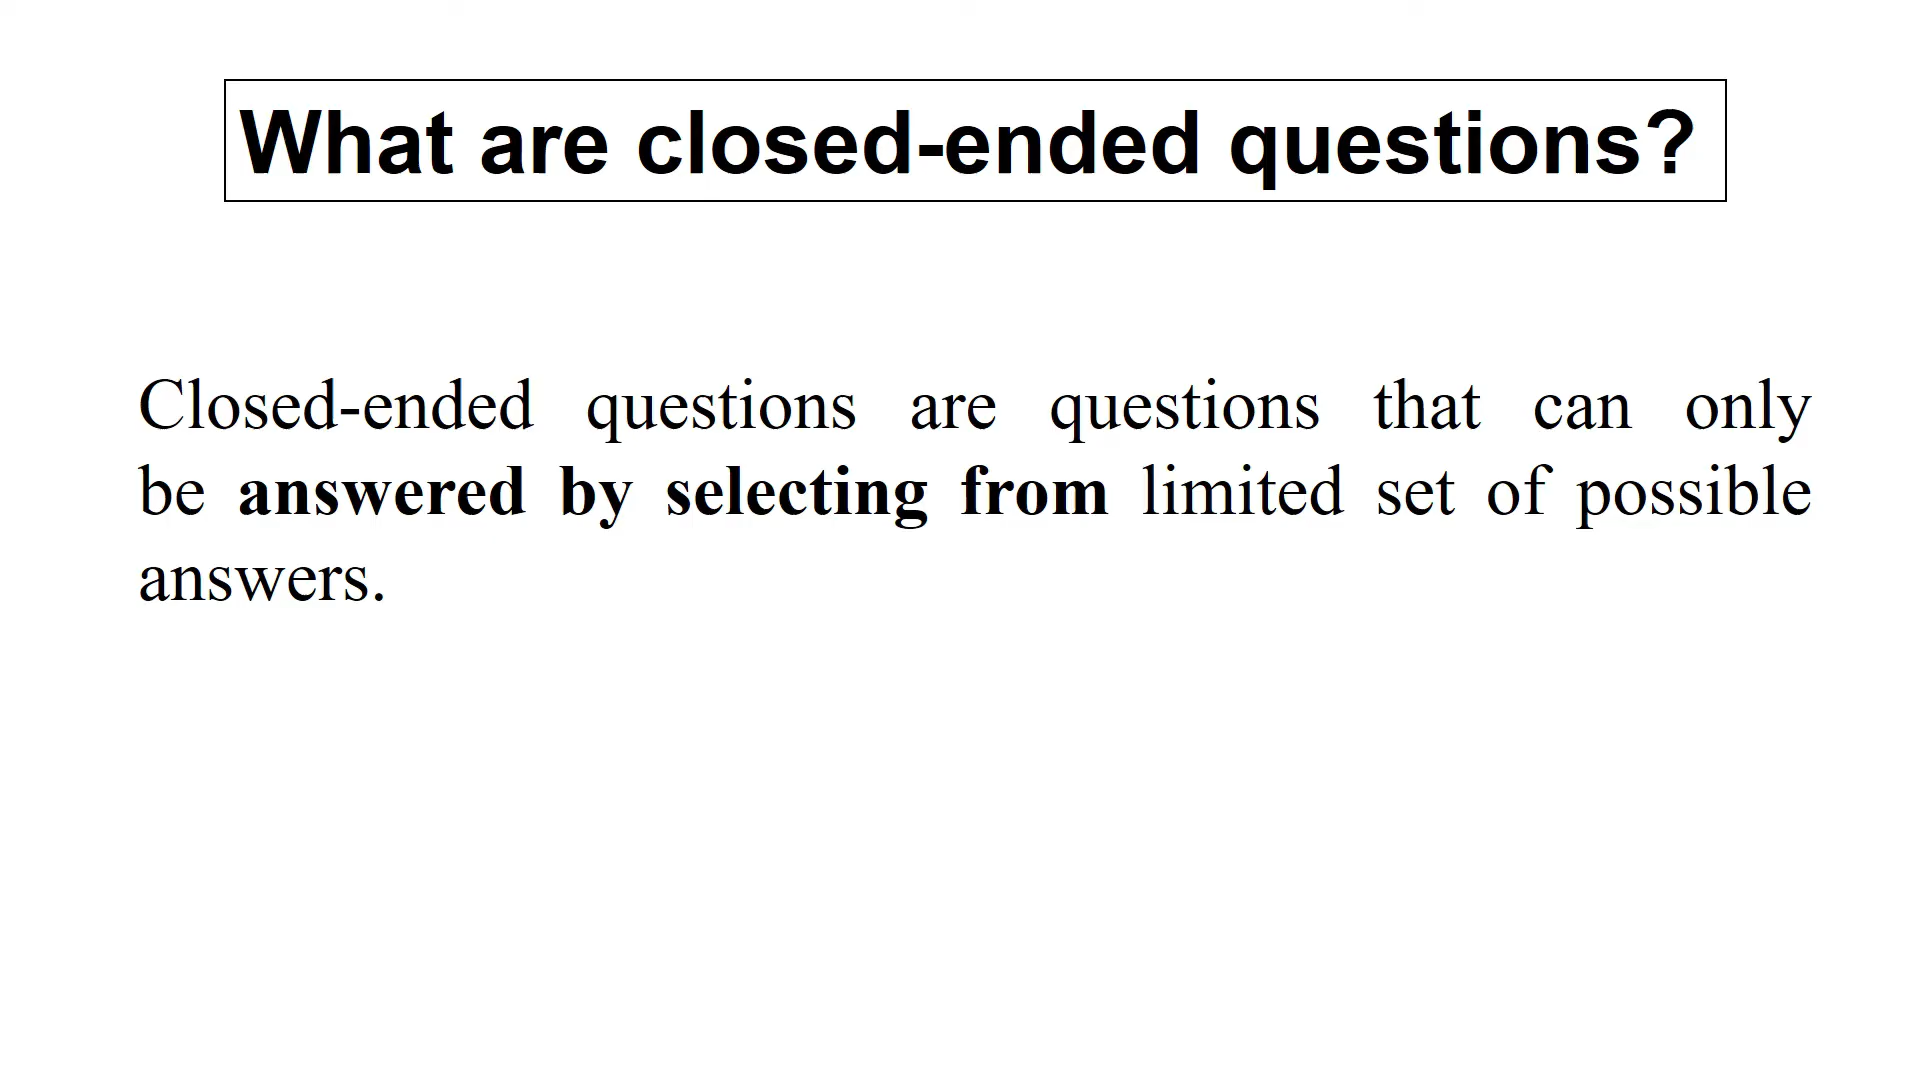 What are closed-ended questions?
Closed-ended questions are questions that can only
be answered by selecting from limited set of possible
answers.